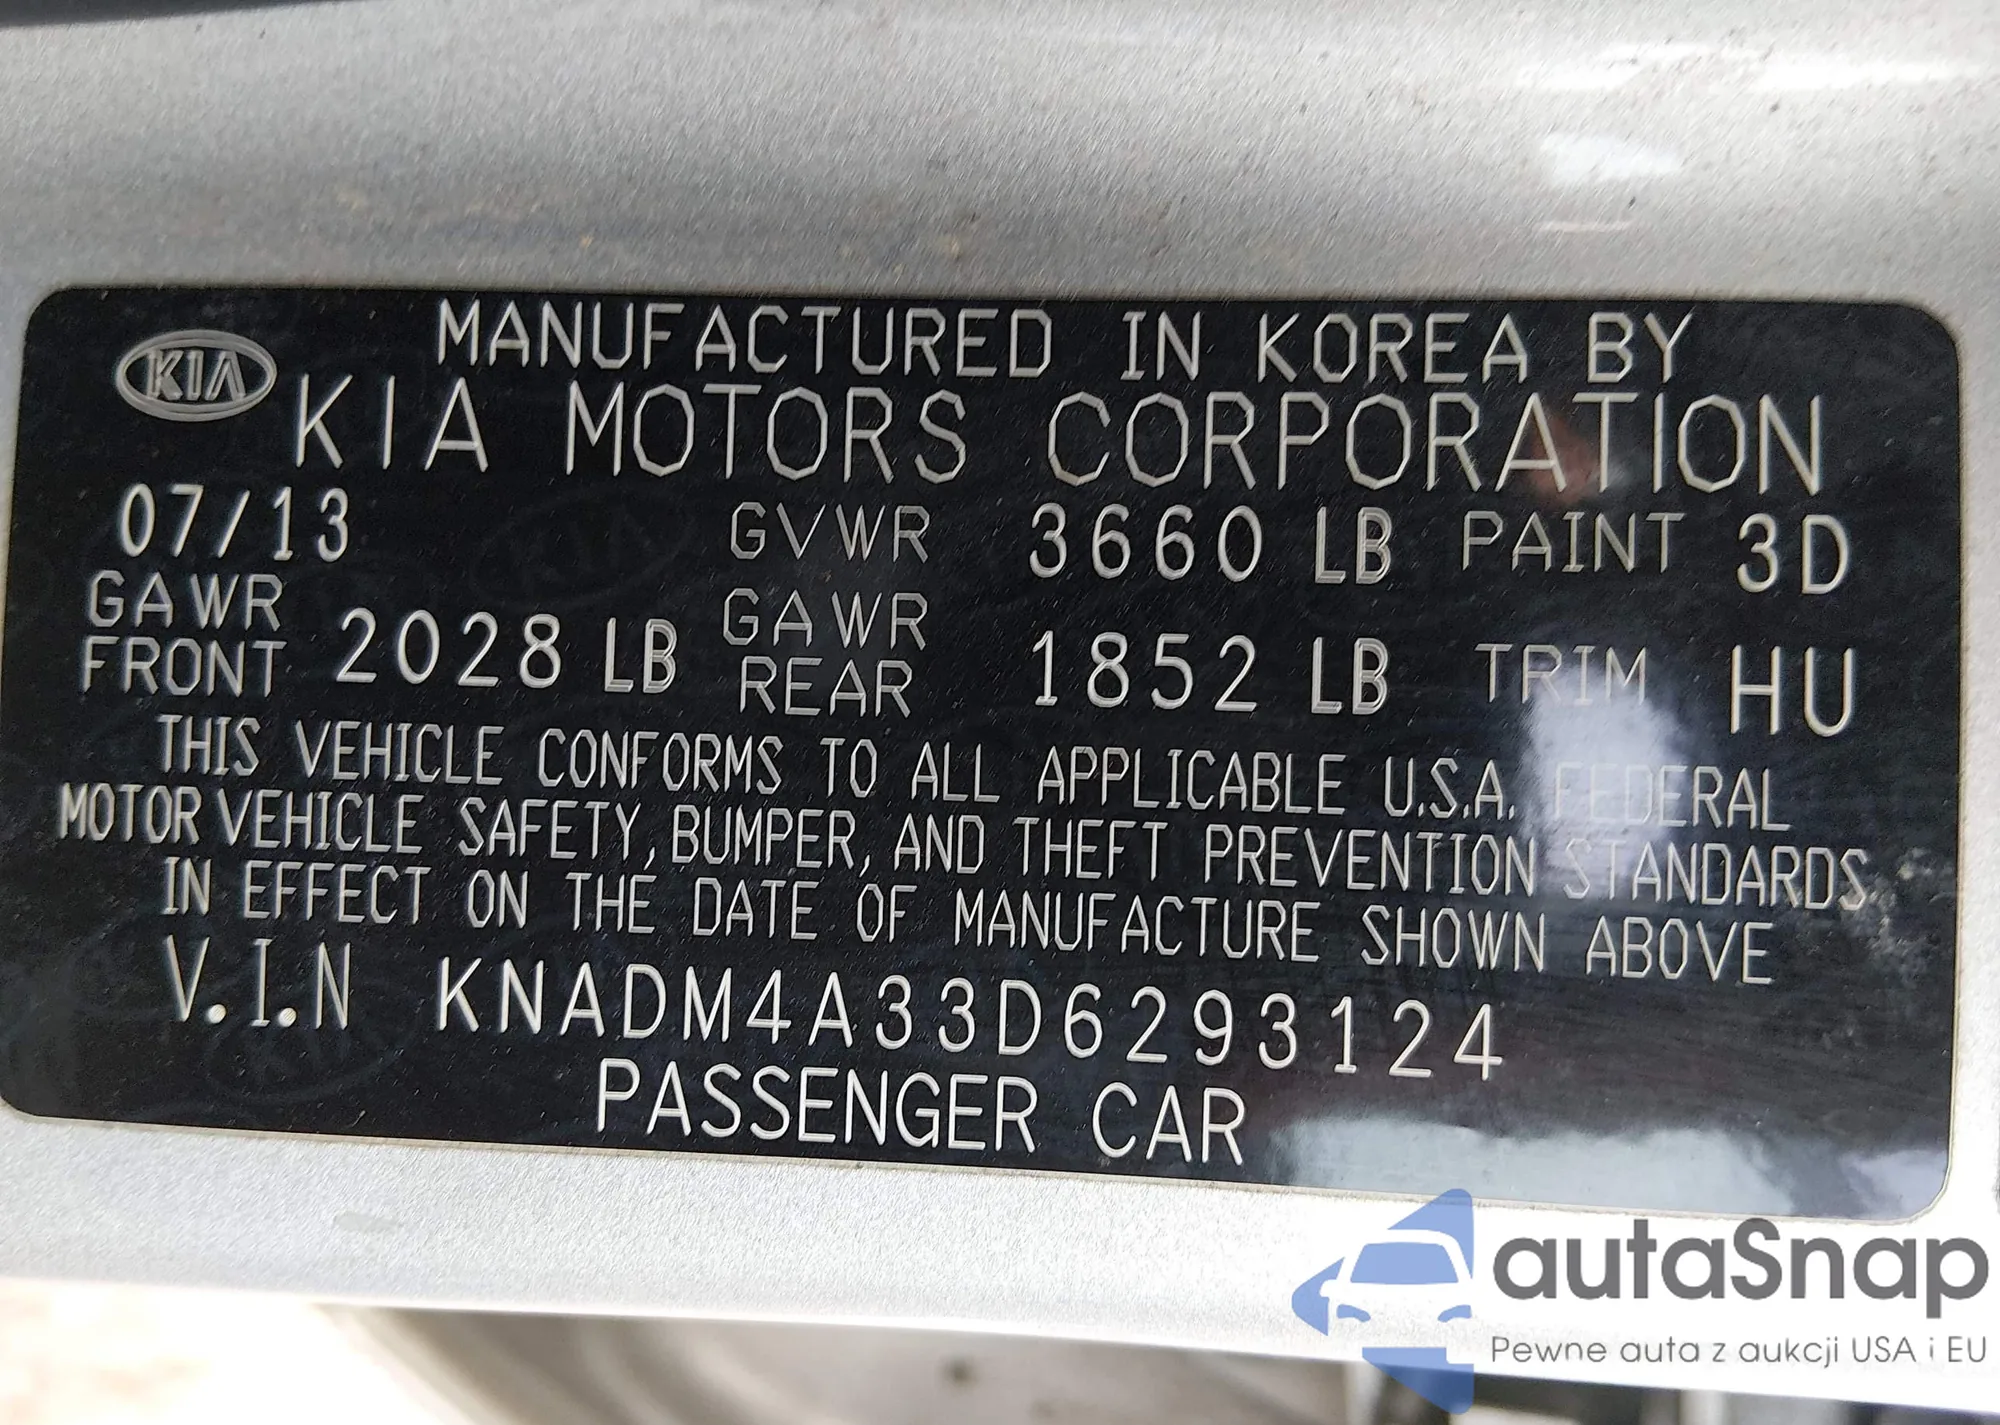 MANUFACTURED IN KOREA BY
KIA
KIA MOTORS CORPORATION
07/13 GVWR 3660 LB PAINT 3D
GAWR FRONT 2028 LB GAWR REAR 1852 LB TRIM HU
THIS VEHICLE CONFORMS TO ALL APPLICABLE U.S.A. FEDERAL
MOTOR VEHICLE SAFETY, BUMPER, AND THEFT PREVENTION STANDARDS
IN EFFECT ON THE DATE OF MANUFACTURE SHOWN ABOVE
V.I.N KNADM4A33D6293124
PASSENGER CAR
autaSnap
Pewne auta z aukcji USA i EU